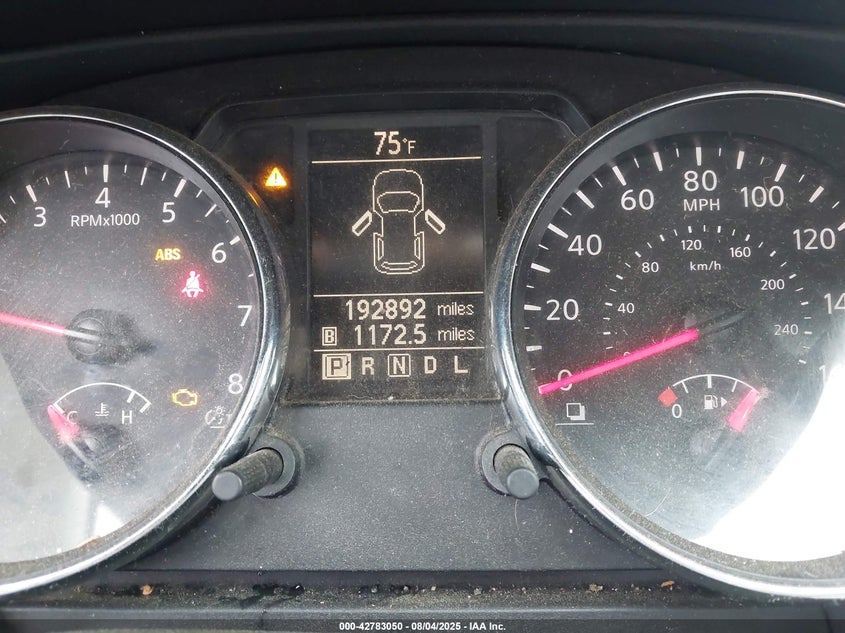 75°F
3 4 5 6 7 8
RPMx1000
ABS
C H
192892 miles
B 1172.5 miles
P R N D L
0 20 40 60 80 100 120
MPH
40 80 120 160 200 240
km/h
0
000-42783050 - 08/04/2025 - IAA Inc.